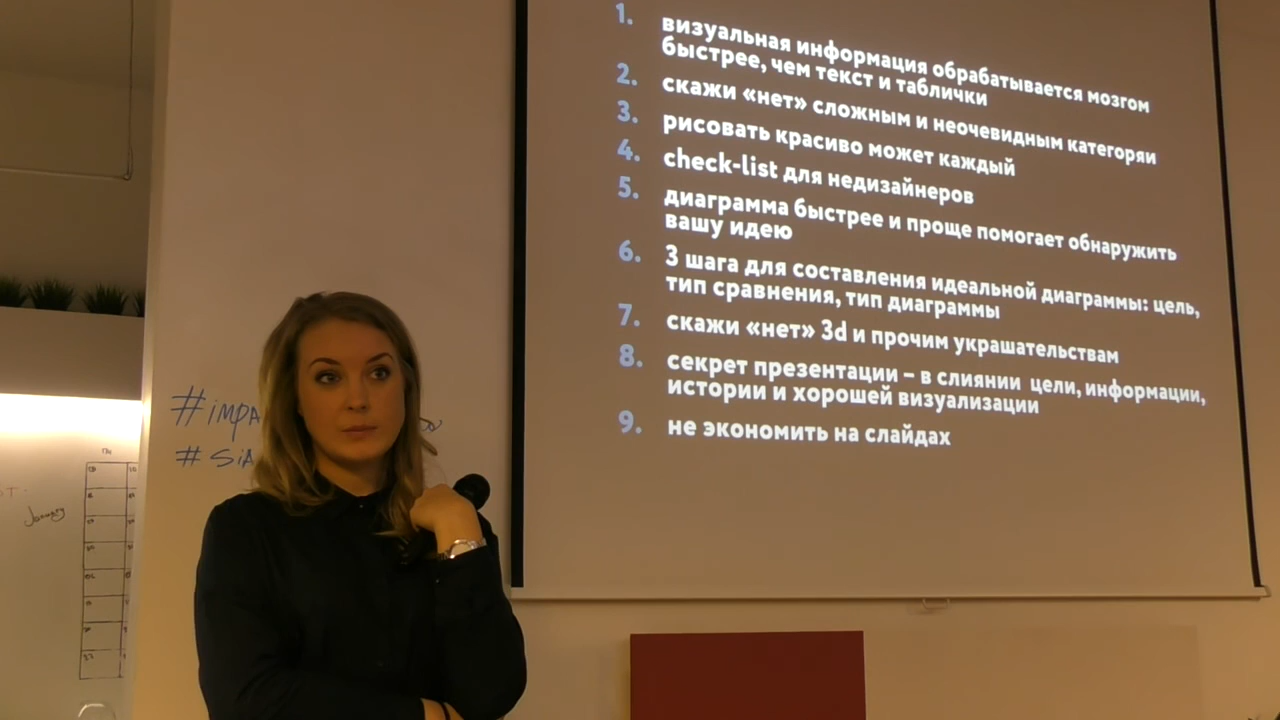 1. визуальная информация обрабатывается мозгом
быстрее, чем текст и таблички
2. скажи «нет» сложным и неочевидным категоряи
3. рисовать красиво может каждый
4. check-list для недизайнеров
5. диаграмма быстрее и проще помогает обнаружить
вашу идею
6. 3 шага для составления идеальной диаграммы: цель,
тип сравнения, тип диаграммы
7. скажи «нет» 3d и прочим украшательствам
8. секрет презентации – в слиянии цели, информации,
истории и хорошей визуализации
9. не экономить на слайдах
#impa
#sia
January